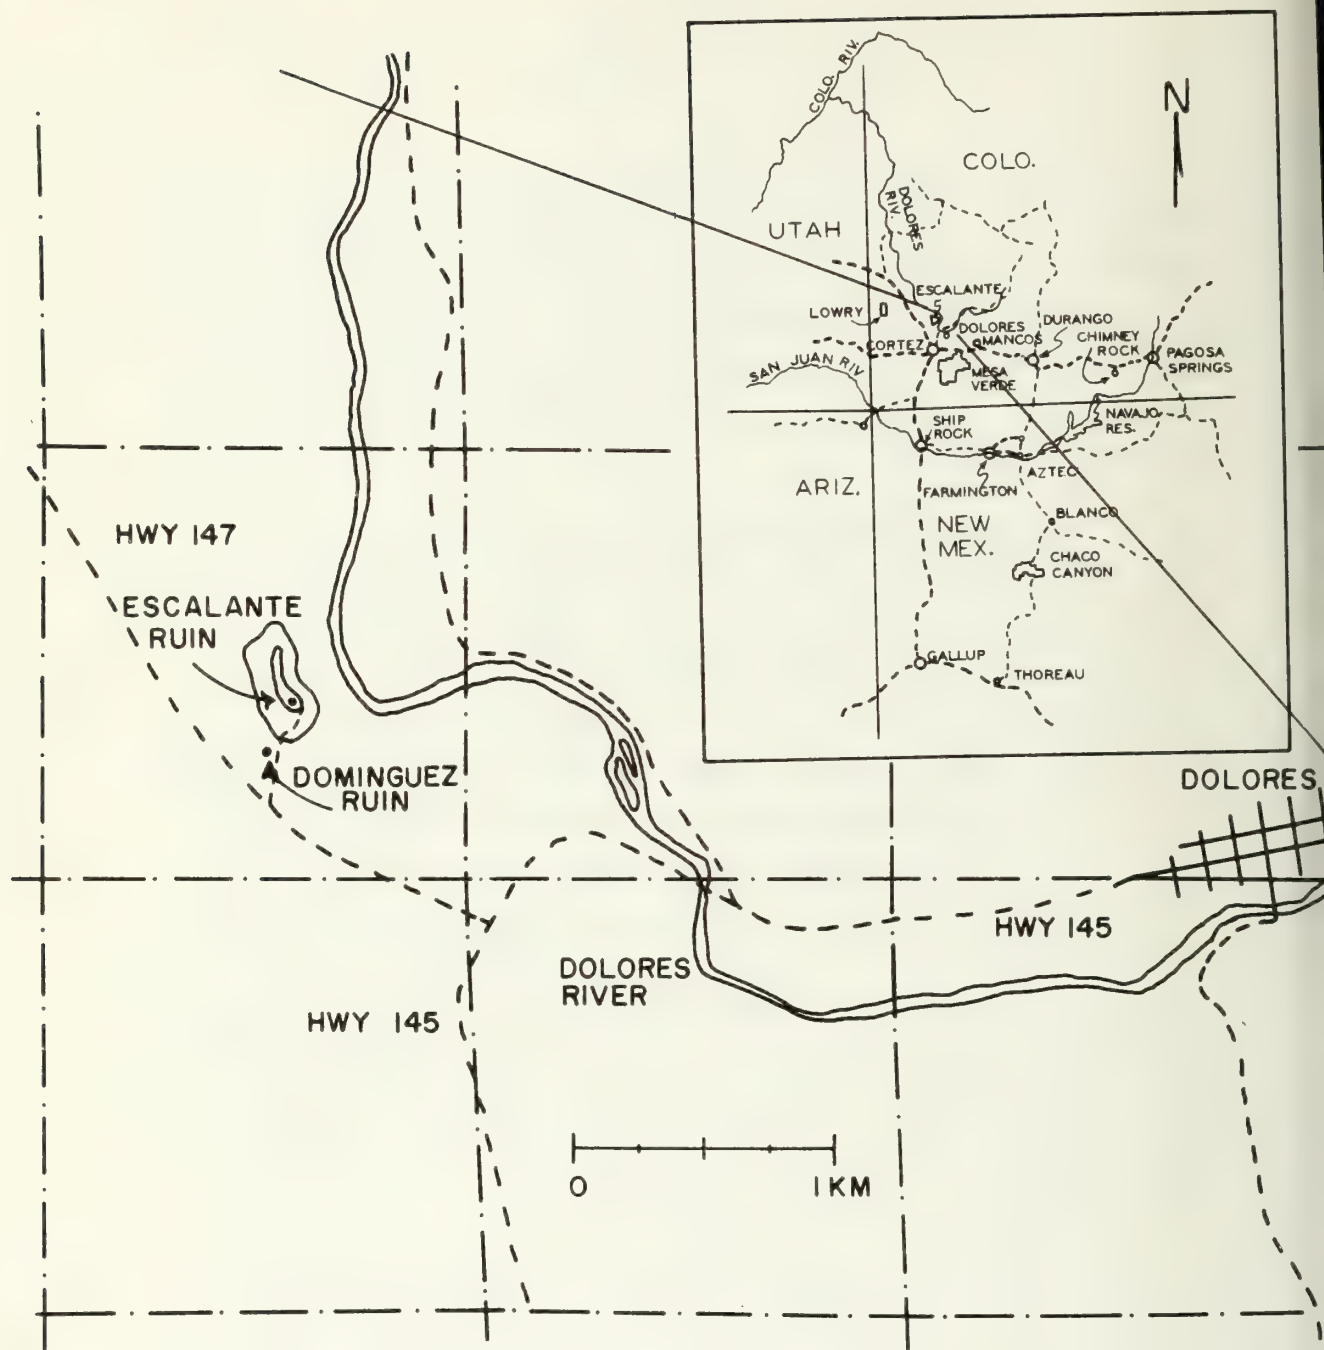 N
COLO. RIV.
COLO.
DOLORES
RIV.
UTAH
ESCALANTE
LOWRY
DOLORES
DURANGO
CORTEZ
MANCOS
CHIMNEY
ROCK
PAGOSA
SPRINGS
SAN JUAN RIV
MESA
VERDE
NAVAJO
RES.
SHIP
ROCK
AZTEC
ARIZ.
FARMINGTON
BLANCO
NEW
MEX.
CHACO
CANYON
GALLUP
THOREAU
HWY 147
ESCALANTE
RUIN
DOMINGUEZ
RUIN
DOLORES
HWY 145
DOLORES
RIVER
HWY 145
0 1 KM